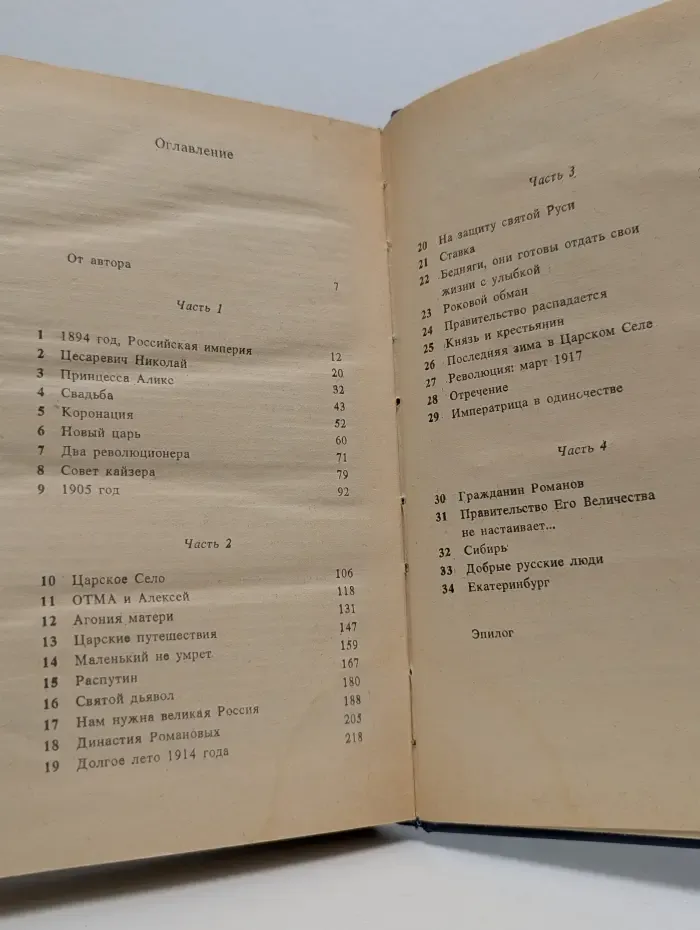 Оглавление
От автора 7
Часть 1
1 1894 год, Российская империя 12
2 Цесаревич Николай 20
3 Принцесса Аликс 32
4 Свадьба 43
5 Коронация 52
6 Новый царь 60
7 Два революционера 71
8 Совет кайзера 79
9 1905 год 92
Часть 2
10 Царское Село 106
11 ОТМА и Алексей 118
12 Агония матери 131
13 Царские путешествия 147
14 Маленький не умрет 159
15 Распутин 167
16 Святой дьявол 180
17 Нам нужна великая Россия 188
18 Династия Романовых 205
19 Долгое лето 1914 года 218
Часть 3
20 На защиту святой Руси
21 Ставка
22 Бедняги, они готовы отдать свои
жизни с улыбкой
23 Роковой обман
24 Правительство распадается
25 Князь и крестьянин
26 Последняя зима в Царском Селе
27 Революция: март 1917
28 Отречение
29 Императрица в одиночестве
Часть 4
30 Гражданин Романов
31 Правительство Его Величества
не настаивает...
32 Сибирь
33 Добрые русские люди
34 Екатеринбург
Эпилог